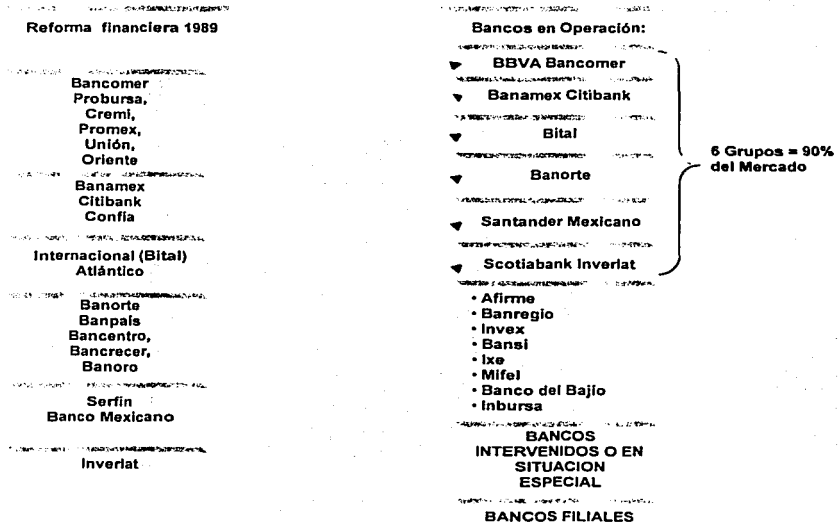 Reforma financiera 1989
Bancomer
Probursa,
Cremi,
Promex,
Unión,
Oriente
Banamex
Citibank
Confía
Internacional (Bital)
Atlántico
Banorte
Banpaís
Bancentro,
Bancrecer,
Banoro
Serfín
Banco Mexicano
Inverlat
Bancos en Operación:
BBVA Bancomer
Banamex Citibank
Bital
Banorte
Santander Mexicano
Scotiabank Inverlat
6 Grupos = 90%
del Mercado
• Afirme
• Banregio
• Invex
• Bansi
• Ixe
• Mifel
• Banco del Bajío
• Inbursa
BANCOS
INTERVENIDOS O EN
SITUACION
ESPECIAL
BANCOS FILIALES